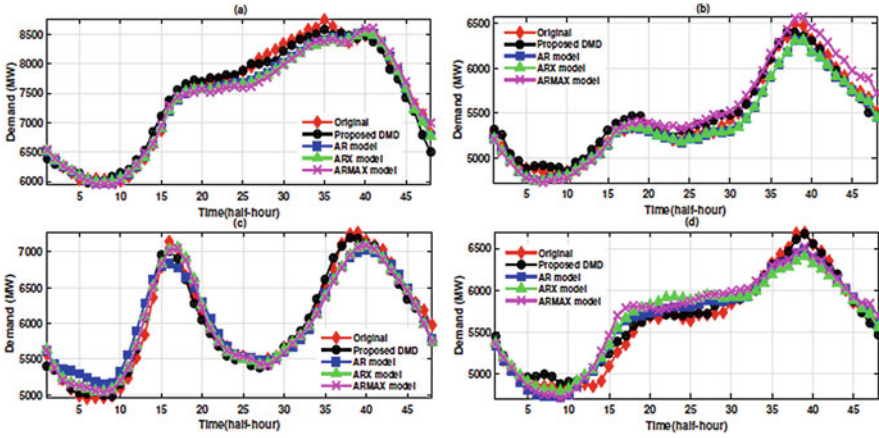 (a)
Demand (MW)
8500
8000
7500
7000
6500
6000
Original
Proposed DMD
AR model
ARX model
ARMAX model
5 10 15 20 25 30 35 40 45
Time(half-hour)
(b)
Demand (MW)
6500
6000
5500
5000
Original
Proposed DMD
AR model
ARX model
ARMAX model
5 10 15 20 25 30 35 40 45
Time(half-hour)
(c)
Demand (MW)
7000
6500
6000
5500
5000
Original
Proposed DMD
AR model
ARX model
ARMAX model
5 10 15 20 25 30 35 40 45
Time(half-hour)
(d)
Demand (MW)
6500
6000
5500
5000
Original
Proposed DMD
AR model
ARX model
ARMAX model
5 10 15 20 25 30 35 40 45
Time(half-hour)